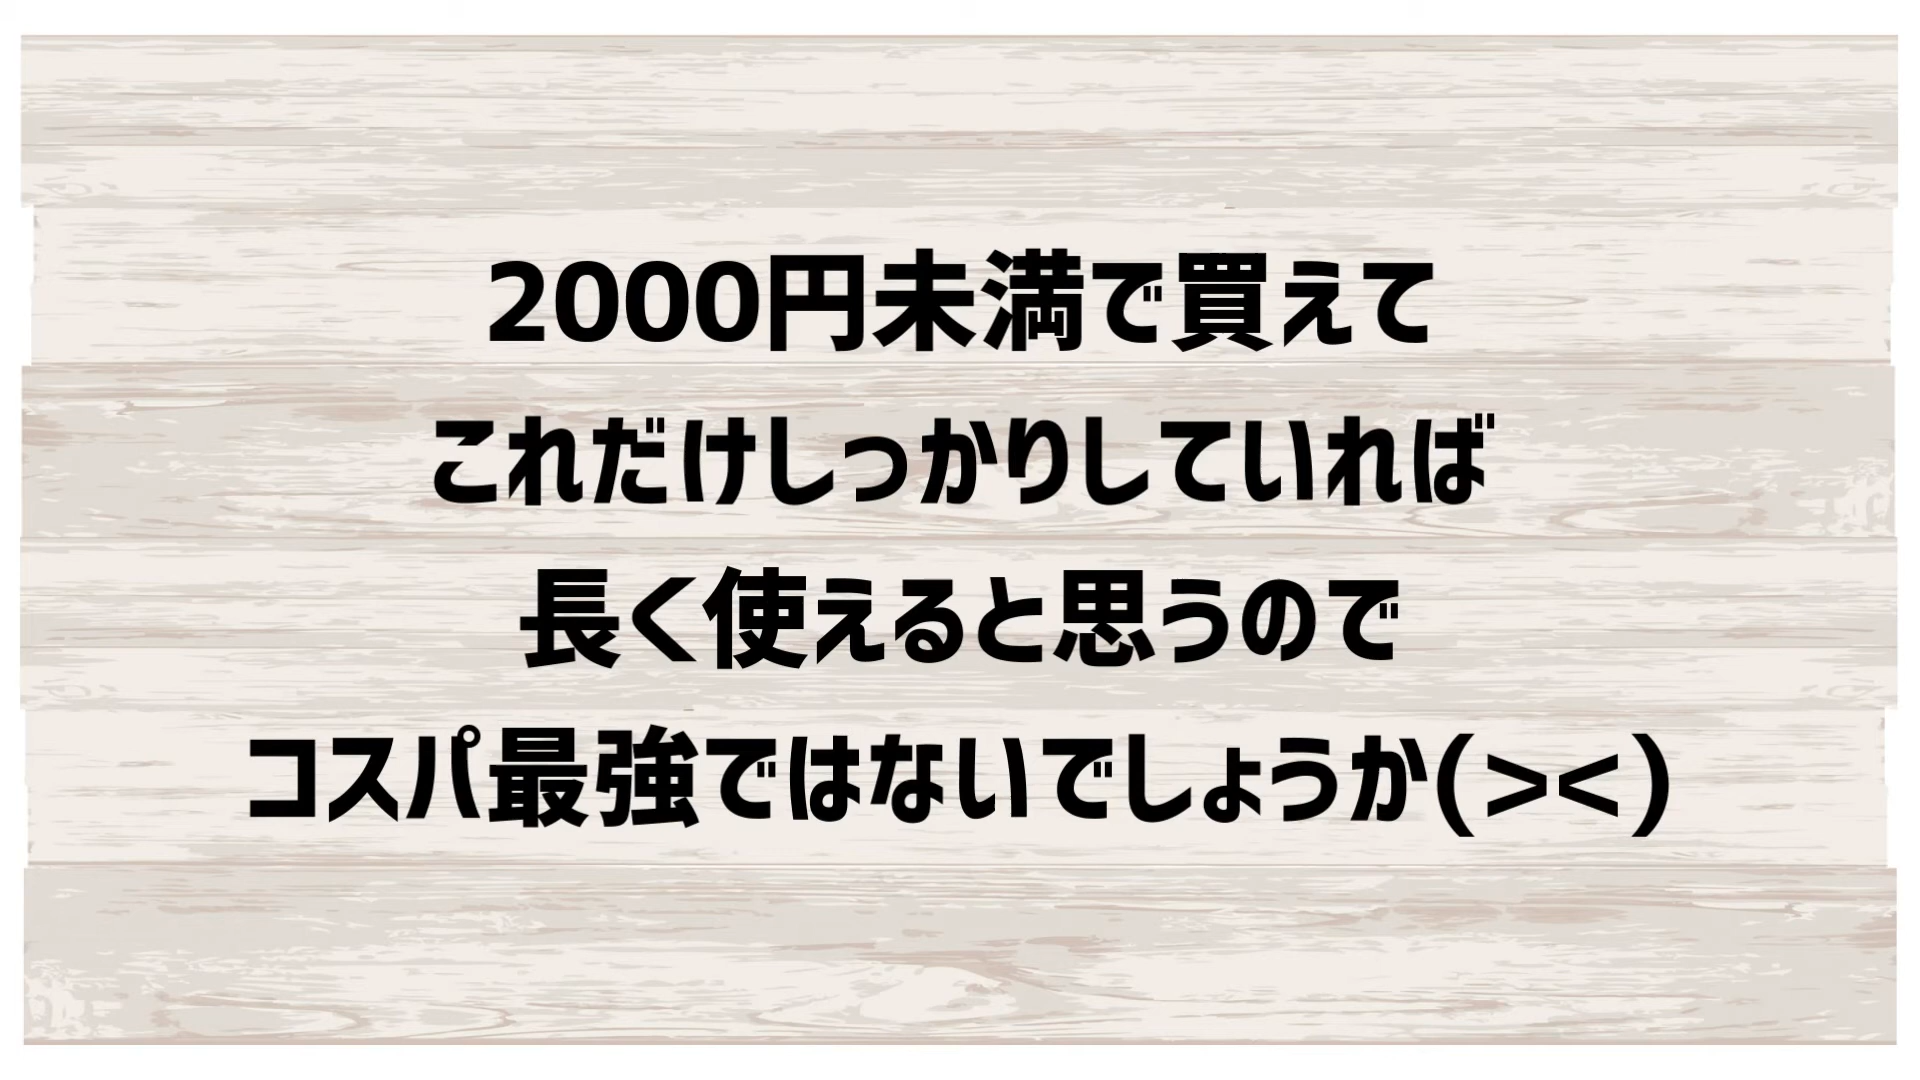 2000円未満で買えて
これだけしっかりしていれば
長く使えると思うので
コスパ最強ではないでしょうか(><)